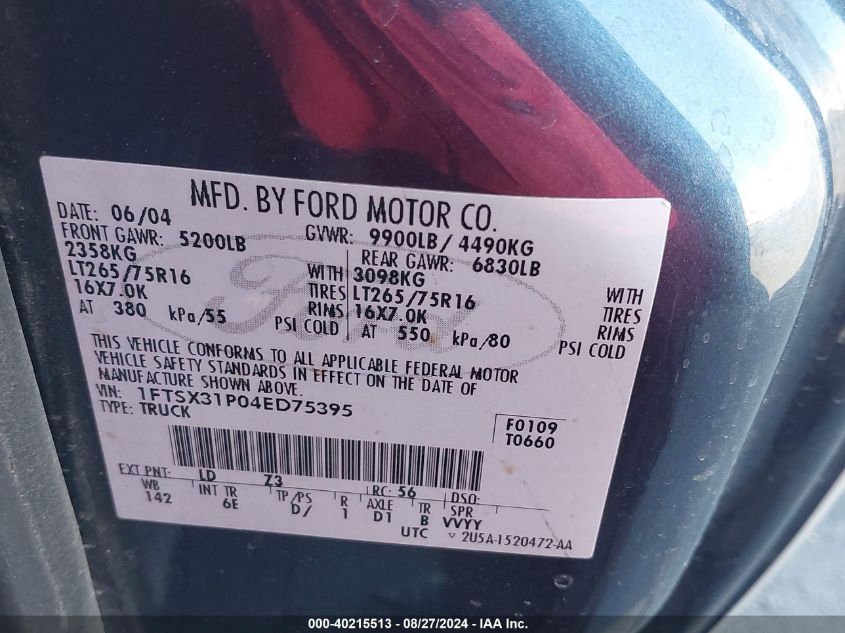 MFD. BY FORD MOTOR CO.
DATE: 06/04 GVWR: 9900LB/ 4490KG
FRONT GAWR: 5200LB REAR GAWR: 6830LB
2358KG WITH 3098KG WITH
LT265/75R16 TIRES LT265/75R16 TIRES
16X7.0K RIMS 16X7.0K RIMS
AT 380 kPa/55 PSI COLD AT 550 kPa/80 PSI COLD
Ford
THIS VEHICLE CONFORMS TO ALL APPLICABLE FEDERAL MOTOR
VEHICLE SAFETY STANDARDS IN EFFECT ON THE DATE OF
MANUFACTURE SHOWN ABOVE.
VIN: 1FTSX31P04ED75395
TYPE: TRUCK
F0109
T0660
EXT PNT: LD Z3 RC: 56 DSO:
WB INT TR TP/PS R AXLE TR SPR
142 6E D/ 1 D1 B VVYY
UTC 2U5A-1520472-AA
000-40215513 - 08/27/2024 - IAA Inc.